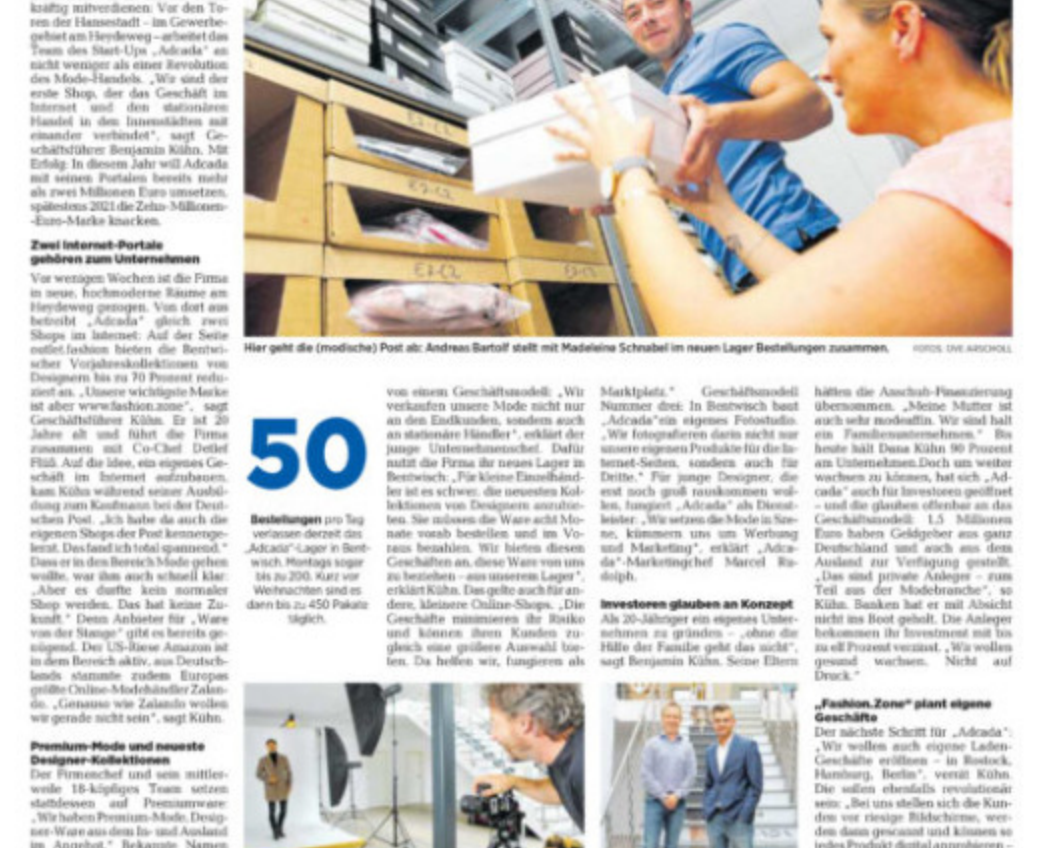 kräftig mitverdienen: Vor den To-
ren der Hansestadt – im Gewerbe-
gebiet am Heydeweg – arbeitet das
Team des Start-Ups „Adcada“ an
nicht weniger als einer Revolution
des Mode-Handels. „Wir sind der
erste Shop, der das Geschäft im
Internet und den stationären
Handel in den Innenstädten mit
einander verbindet“, sagt Ge-
schäftsführer Benjamin Kühn. Mit
Erfolg: In diesem Jahr will Adcada
mit seinen Portalen bereits mehr
als zwei Millionen Euro umsetzen,
spätestens 2021 die Zehn-Millionen-
-Euro-Marke knacken.
Zwei Internet-Portale
gehören zum Unternehmen
Vor wenigen Wochen ist die Firma
in neue, hochmoderne Räume am
Heydeweg gezogen. Von dort aus
betreibt „Adcada“ gleich zwei
Shops im Internet: Auf der Seite
outlet.fashion bieten die Bentwi-
scher Vorjahreskollektionen von
Designern bis zu 70 Prozent redu-
ziert an. „Unsere wichtigste Marke
ist aber www.fashion.zone“, sagt
Geschäftsführer Kühn. Er ist 20
Jahre alt und führt die Firma
zusammen mit Co-Chef Detlef
Auf die Idee, ein eigenes Ge-
schäft im Internet aufzubauen,
kam Kühn während seiner Ausbil-
dung zum Kaufmann bei der Deut-
schen Post. „Ich habe da auch die
eigenen Shops der Post kennenge-
lernt. Das fand ich total spannend.“
Dass er in den Bereich Mode gehen
wollte, war ihm auch schnell klar:
„Aber es durfte kein normaler
Shop werden. Das hat keine Zu-
kunft.“ Denn Anbieter für „Ware
von der Stange“ gibt es bereits ge-
nügend. Der US-Riese Amazon ist
in dem Bereich aktiv, aus Deutsch-
lands stammte zudem Europas
größte Online-Modehändler Zalan-
do. „Genauso wie Zalando wollen
wir gerade nicht sein“, sagt Kühn.
Premium-Mode und neueste
Designer-Kollektionen
Der Firmenchef und sein mittler-
weile 18-köpfiges Team setzen
stattdessen auf Premiumware:
„Wir haben Premium-Mode, Desig-
ner-Ware aus dem In- und Ausland
im Angebot.“ Bekannte Namen
E2-C2
E2-C2
E2-C2
Hier geht die (modische) Post ab: Andreas Bartolf stellt mit Madeleine Schnabel im neuen Lager Bestellungen zusammen. FOTOS: OVE ARSCHOLL
50
Bestellungen pro Tag
verlassen derzeit das
„Adcada“-Lager in Bent-
wisch. Montags sogar
bis zu 200. Kurz vor
Weihnachten sind es
dann bis zu 450 Pakate
täglich.
von einem Geschäftsmodell: „Wir
verkaufen unsere Mode nicht nur
an den Endkunden, sondern auch
an stationäre Händler“, erklärt der
junge Unternehmenschef. Dafür
nutzt die Firma ihr neues Lager in
Bentwisch: „Für kleine Einzelhänd-
ler ist es schwer, die neuesten Kol-
lektionen von Designern anzubie-
ten. Sie müssen die Ware acht Mo-
nate vorab bestellen und im Vo-
raus bezahlen. Wir bieten diesen
Geschäften an, diese Ware von uns
zu beziehen – aus unserem Lager“,
erklärt Kühn. Das gelte auch für an-
dere, kleinere Online-Shops. „Die
Geschäfte minimieren ihr Risiko
und können ihren Kunden zu-
gleich eine größere Auswahl bie-
ten. Da helfen wir, fungieren als
Marktplatz.“ Geschäftsmodell
Nummer drei: In Bentwisch baut
„Adcada“ein eigenes Fotostudio.
„Wir fotografieren darin nicht nur
unsere eigenen Produkte für die In-
ternet-Seiten, sondern auch für
Dritte.“ Für junge Designer, die
erst noch groß rauskommen wol-
len, fungiert „Adcada“ als Dienst-
leister: „Wir setzen die Mode in Sze-
ne, kümmern uns um Werbung
und Marketing“, erklärt „Adca-
da“-Marketingchef Marcel Ru-
dolph.
Investoren glauben an Konzept
Als 20-Jähriger ein eigenes Unter-
nehmen zu gründen – „ohne die
Hilfe der Familie geht das nicht“,
sagt Benjamin Kühn. Seine Eltern
hätten die Anschub-Finanzierung
übernommen. „Meine Mutter ist
auch sehr modeaffin. Wir sind halt
ein Familienunternehmen.“ Bis
heute hält Dana Kühn 90 Prozent
am Unternehmen.Doch um weiter
wachsen zu können, hat sich „Ad-
cada“ auch für Investoren geöffnet
– und die glauben offenbar an das
Geschäftsmodell: 1,5 Millionen
Euro haben Geldgeber aus ganz
Deutschland und auch aus dem
Ausland zur Verfügung gestellt.
„Das sind private Anleger – zum
Teil aus der Modebranche“, so
Kühn. Banken hat er mit Absicht
nicht ins Boot geholt. Die Anleger
bekommen ihr Investment mit bis
zu elf Prozent verzinst. „Wir wollen
gesund wachsen. Nicht auf
Druck.“
„Fashion.Zone“ plant eigene
Geschäfte
Der nächste Schritt für „Adcada“:
„Wir wollen auch eigene Laden-
Geschäfte eröffnen – in Rostock,
Hamburg, Berlin“, verrät Kühn.
Die sollen ebenfalls revolutionär
sein: „Bei uns stellen sich die Kun-
den vor riesige Bildschirme, wer-
den dann gescannt und können so
jedes Produkt digital anprobieren –